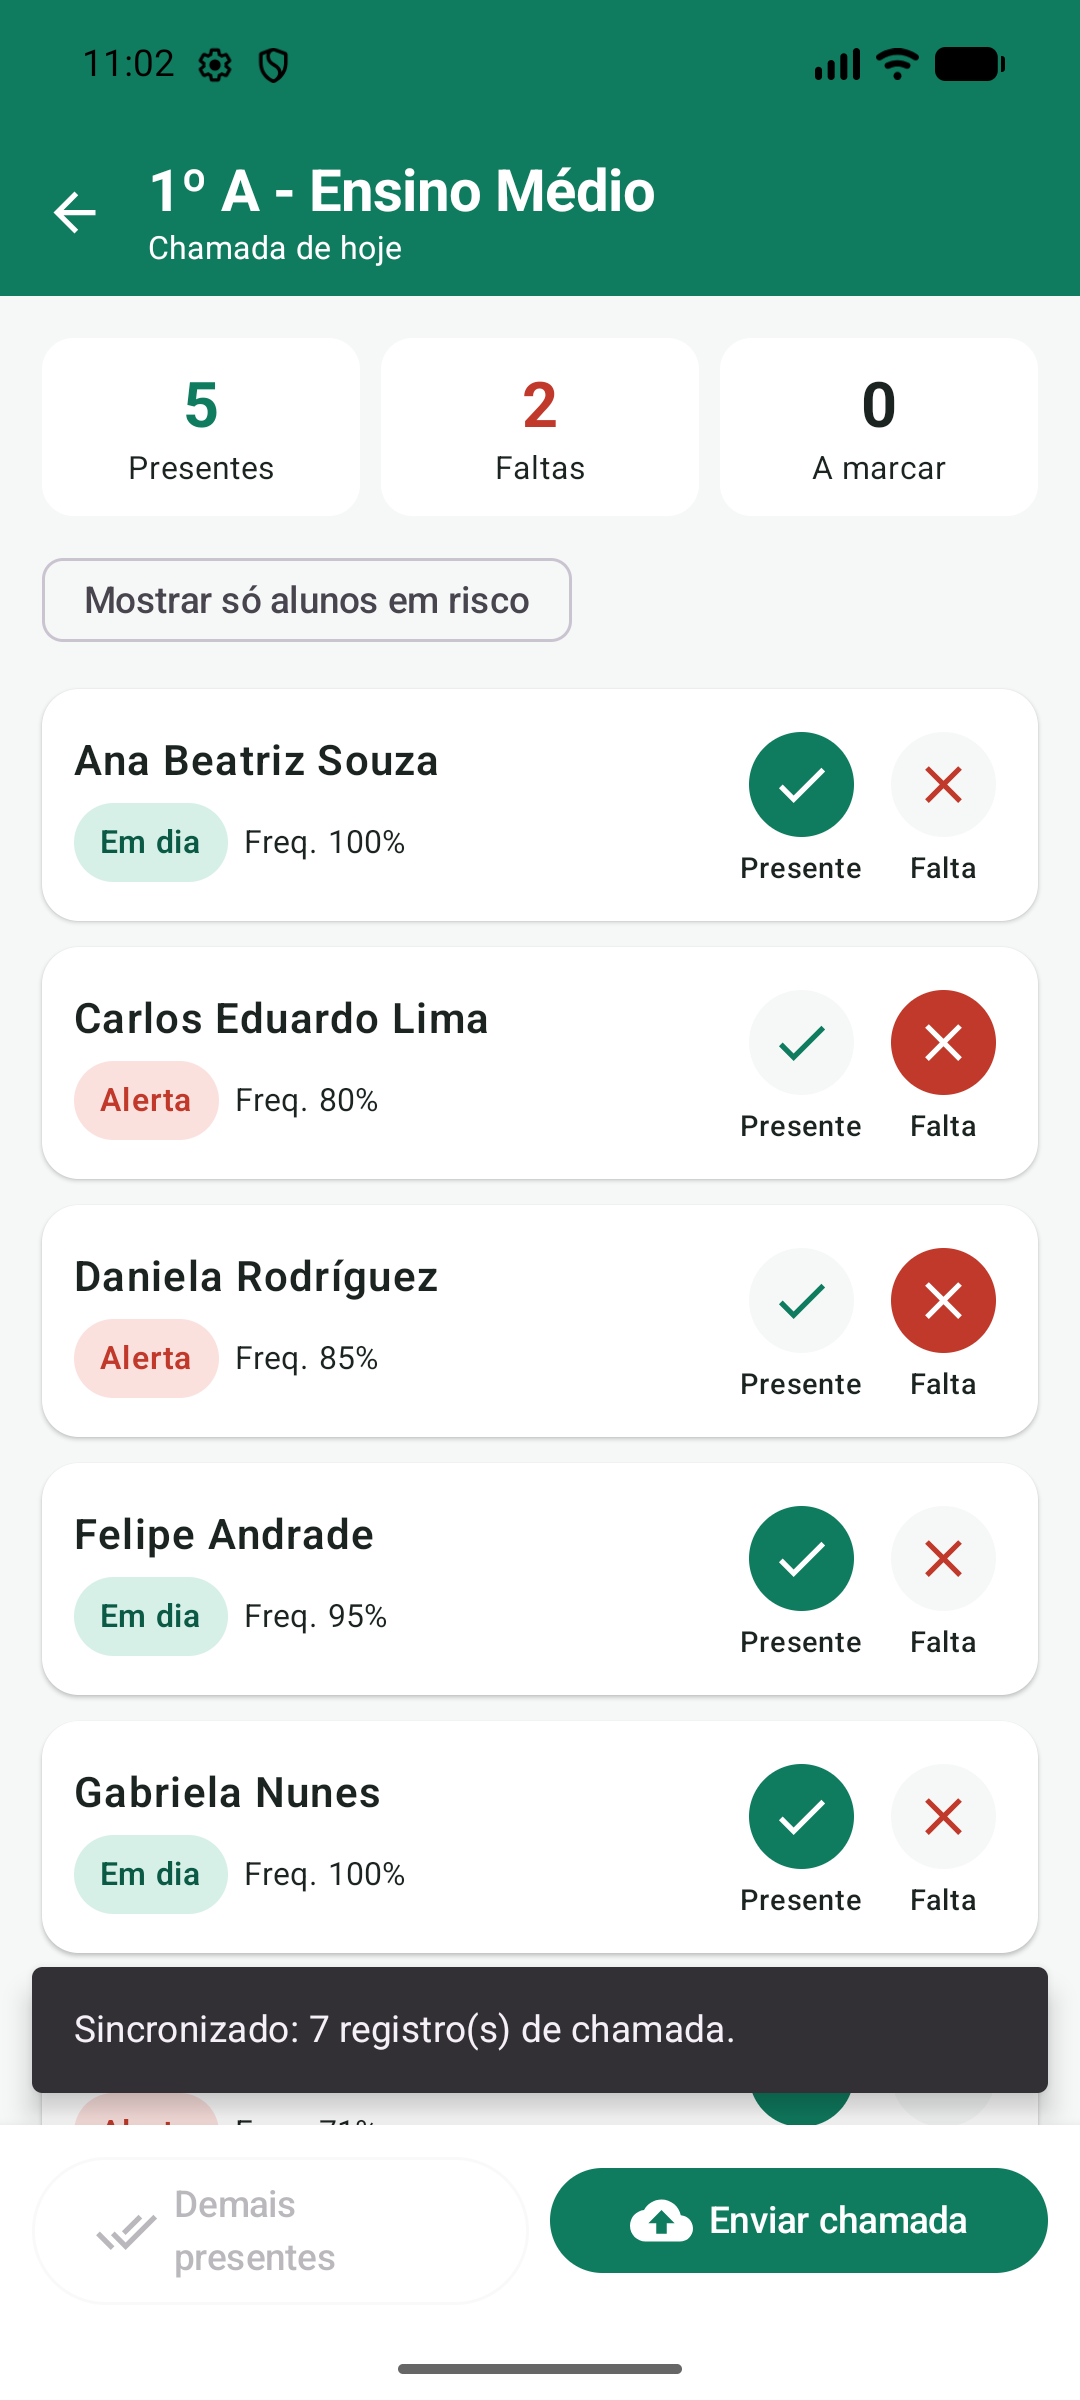 11:02
1º A - Ensino Médio
Chamada de hoje
5
Presentes
2
Faltas
0
A marcar
Mostrar só alunos em risco
Ana Beatriz Souza
Em dia Freq. 100%
Presente Falta
Carlos Eduardo Lima
Alerta Freq. 80%
Presente Falta
Daniela Rodríguez
Alerta Freq. 85%
Presente Falta
Felipe Andrade
Em dia Freq. 95%
Presente Falta
Gabriela Nunes
Em dia Freq. 100%
Presente Falta
Sincronizado: 7 registro(s) de chamada.
Demais
presentes
Enviar chamada